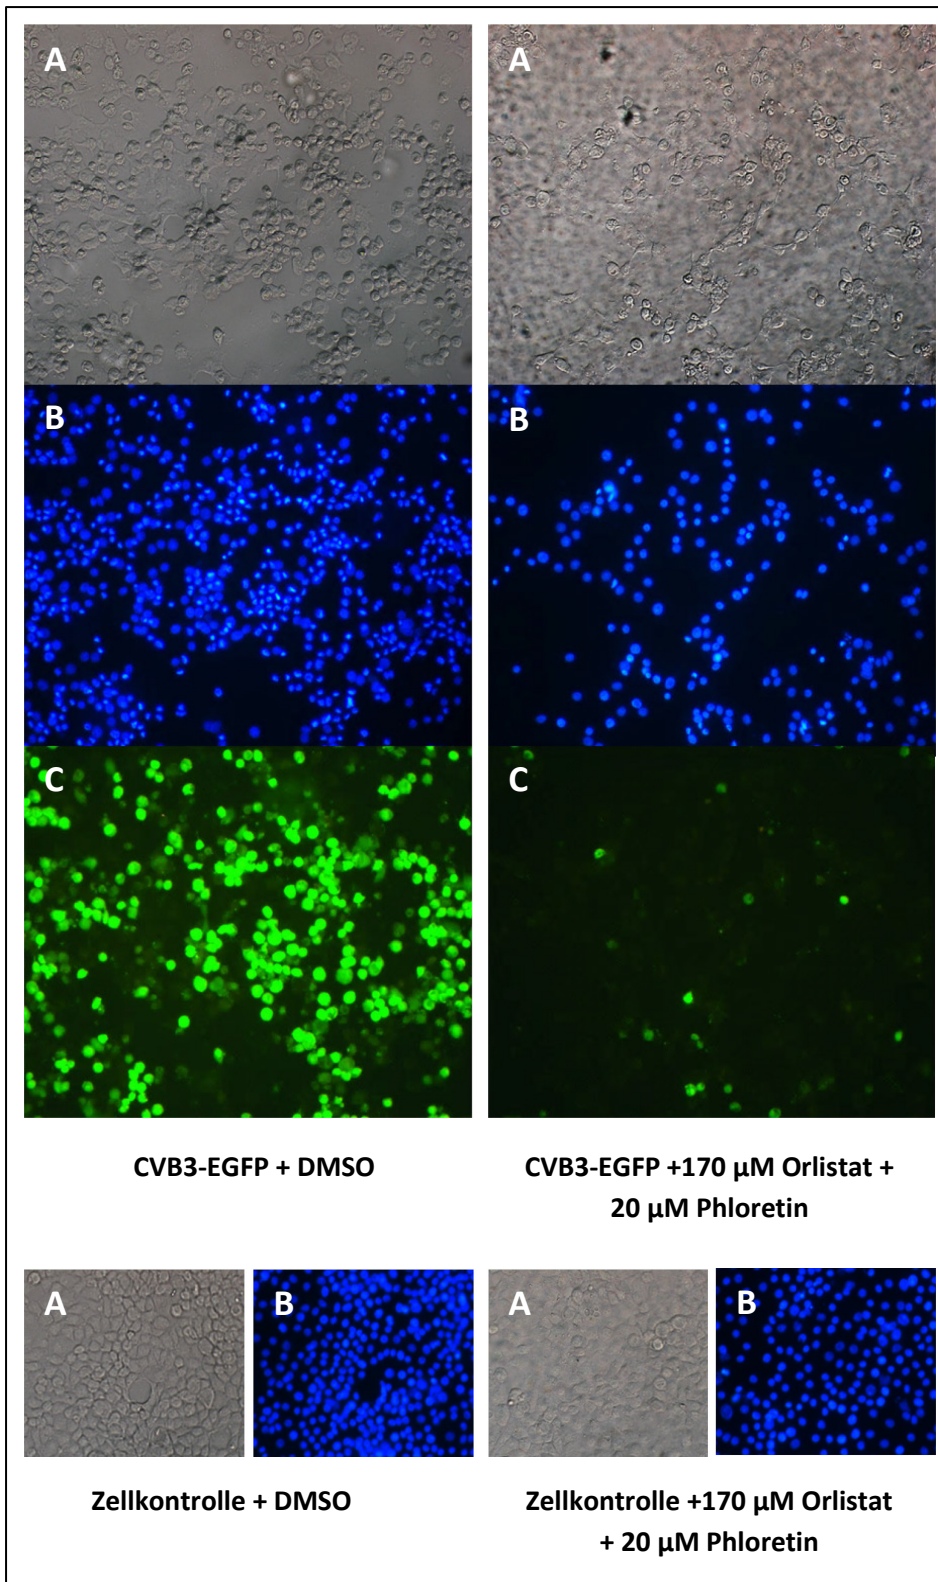 A
A
B
B
C
C
CVB3-EGFP + DMSO
CVB3-EGFP +170 µM Orlistat +
20 µM Phloretin
A
B
A
B
Zellkontrolle + DMSO
Zellkontrolle +170 µM Orlistat
+ 20 µM Phloretin